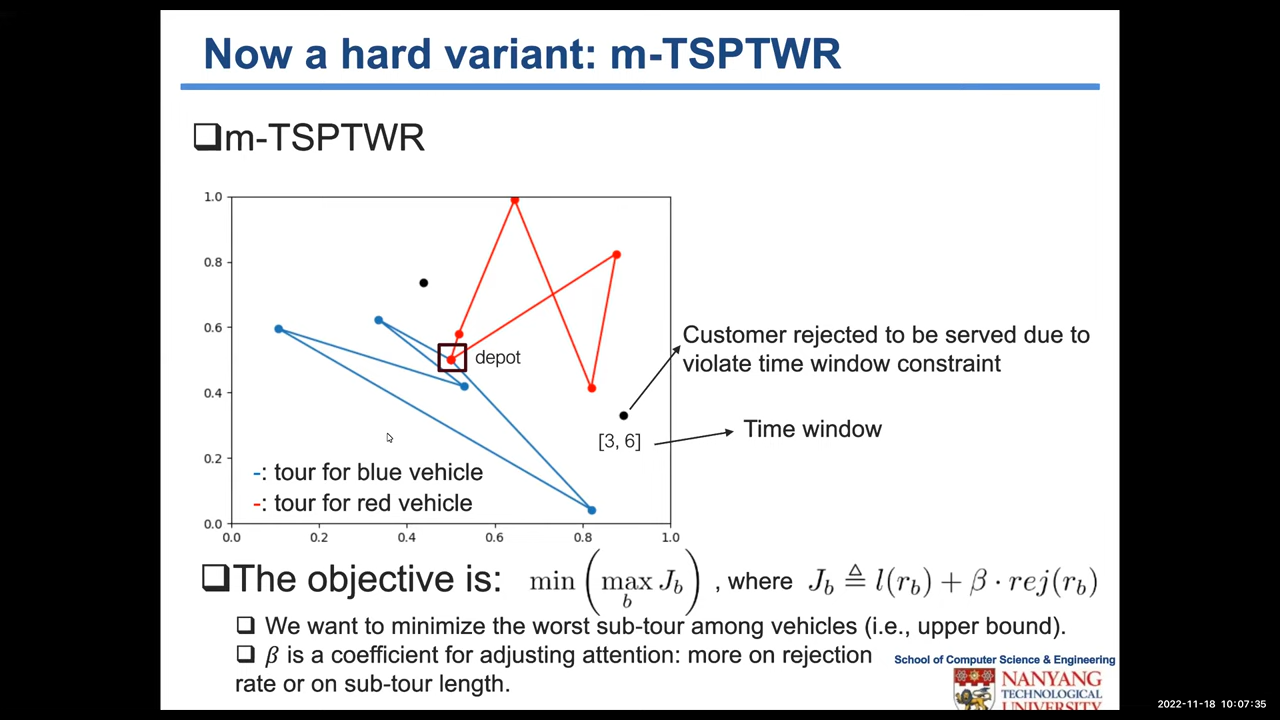 Now a hard variant: m-TSPTWR
❑m-TSPTWR
1.0
0.8
0.6
0.4
0.2
0.0
0.0 0.2 0.4 0.6 0.8 1.0
depot
Customer rejected to be served due to
violate time window constraint
[3, 6]
Time window
-: tour for blue vehicle
-: tour for red vehicle
❑The objective is: min (max_b J_b) , where J_b ≜ l(r_b) + β · rej(r_b)
❑ We want to minimize the worst sub-tour among vehicles (i.e., upper bound).
❑ β is a coefficient for adjusting attention: more on rejection
rate or on sub-tour length.
School of Computer Science & Engineering
NANYANG
TECHNOLOGICAL
UNIVERSITY
2022-11-18 10:07:35